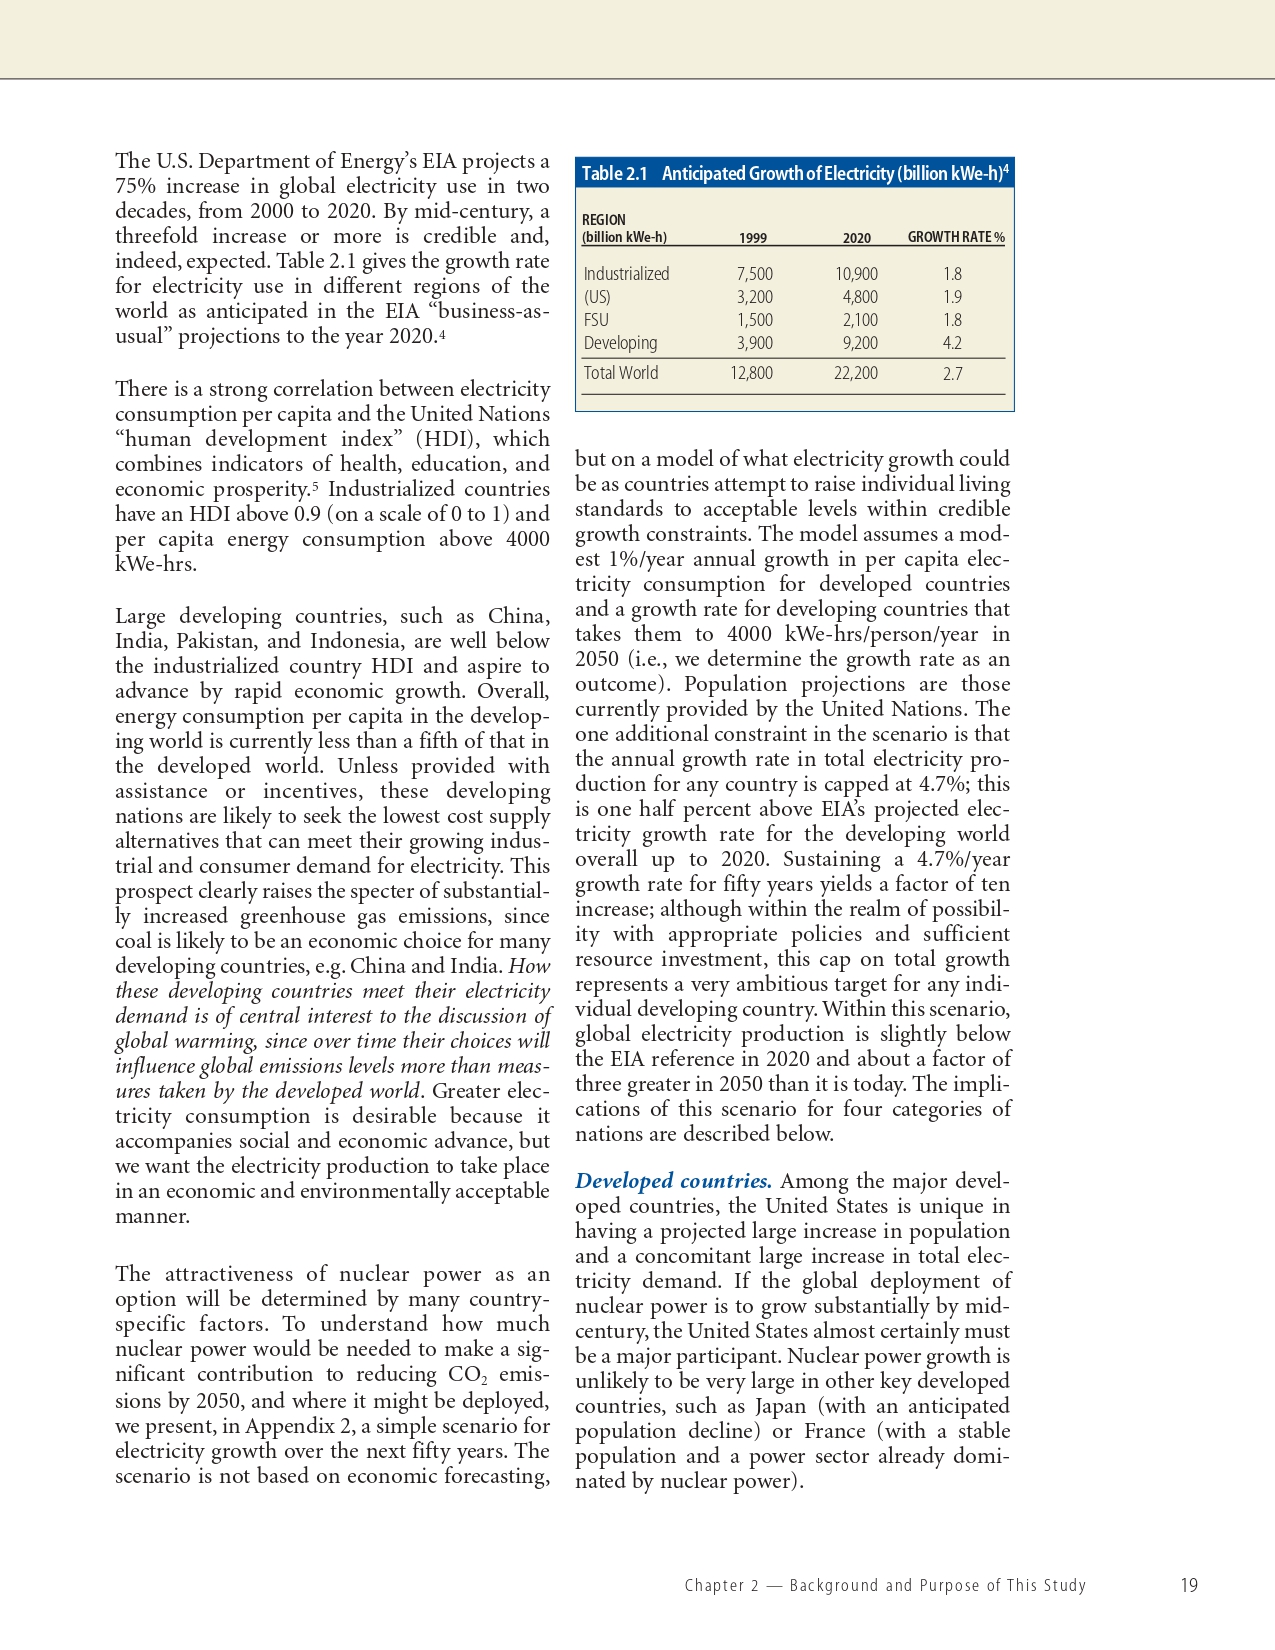 The U.S. Department of Energy's EIA projects a
75% increase in global electricity use in two
decades, from 2000 to 2020. By mid-century, a
threefold increase or more is credible and,
indeed, expected. Table 2.1 gives the growth rate
for electricity use in different regions of the
world as anticipated in the EIA “business-as-
usual” projections to the year 2020.4
There is a strong correlation between electricity
consumption per capita and the United Nations
“human development index” (HDI), which
combines indicators of health, education, and
economic prosperity.5 Industrialized countries
have an HDI above 0.9 (on a scale of 0 to 1) and
per capita energy consumption above 4000
kWe-hrs.
Large developing countries, such as China,
India, Pakistan, and Indonesia, are well below
the industrialized country HDI and aspire to
advance by rapid economic growth. Overall,
energy consumption per capita in the develop-
ing world is currently less than a fifth of that in
the developed world. Unless provided with
assistance or incentives, these developing
nations are likely to seek the lowest cost supply
alternatives that can meet their growing indus-
trial and consumer demand for electricity. This
prospect clearly raises the specter of substantial-
ly increased greenhouse gas emissions, since
coal is likely to be an economic choice for many
developing countries, e.g. China and India. How
these developing countries meet their electricity
demand is of central interest to the discussion of
global warming, since over time their choices will
influence global emissions levels more than meas-
ures taken by the developed world. Greater elec-
tricity consumption is desirable because it
accompanies social and economic advance, but
we want the electricity production to take place
in an economic and environmentally acceptable
manner.
The attractiveness of nuclear power as an
option will be determined by many country-
specific factors. To understand how much
nuclear power would be needed to make a sig-
nificant contribution to reducing CO2 emis-
sions by 2050, and where it might be deployed,
we present, in Appendix 2, a simple scenario for
electricity growth over the next fifty years. The
scenario is not based on economic forecasting,
Table 2.1 Anticipated Growth of Electricity (billion kWe-h)4
REGION
(billion kWe-h) 1999 2020 GROWTH RATE %
Industrialized 7,500 10,900 1.8
(US) 3,200 4,800 1.9
FSU 1,500 2,100 1.8
Developing 3,900 9,200 4.2
Total World 12,800 22,200 2.7
but on a model of what electricity growth could
be as countries attempt to raise individual living
standards to acceptable levels within credible
growth constraints. The model assumes a mod-
est 1%/year annual growth in per capita elec-
tricity consumption for developed countries
and a growth rate for developing countries that
takes them to 4000 kWe-hrs/person/year in
2050 (i.e., we determine the growth rate as an
outcome). Population projections are those
currently provided by the United Nations. The
one additional constraint in the scenario is that
the annual growth rate in total electricity pro-
duction for any country is capped at 4.7%; this
is one half percent above EIA's projected elec-
tricity growth rate for the developing world
overall up to 2020. Sustaining a 4.7%/year
growth rate for fifty years yields a factor of ten
increase; although within the realm of possibil-
ity with appropriate policies and sufficient
resource investment, this cap on total growth
represents a very ambitious target for any indi-
vidual developing country. Within this scenario,
global electricity production is slightly below
the EIA reference in 2020 and about a factor of
three greater in 2050 than it is today. The impli-
cations of this scenario for four categories of
nations are described below.
Developed countries. Among the major devel-
oped countries, the United States is unique in
having a projected large increase in population
and a concomitant large increase in total elec-
tricity demand. If the global deployment of
nuclear power is to grow substantially by mid-
century, the United States almost certainly must
be a major participant. Nuclear power growth is
unlikely to be very large in other key developed
countries, such as Japan (with an anticipated
population decline) or France (with a stable
population and a power sector already domi-
nated by nuclear power).
Chapter 2 — Background and Purpose of This Study 19